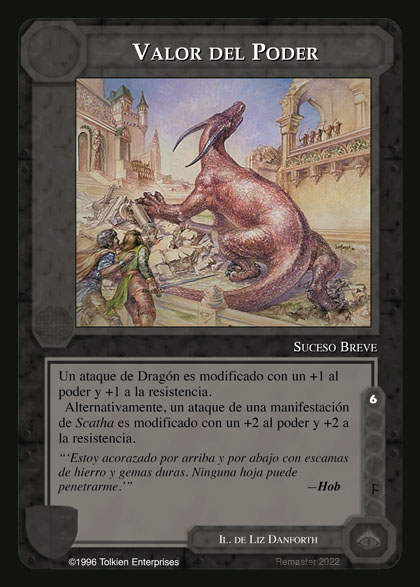 VALOR DEL PODER
SUCESO BREVE
Un ataque de Dragón es modificado con un +1 al
poder y +1 a la resistencia.
Alternativamente, un ataque de una manifestación
de Scatha es modificado con un +2 al poder y +2 a
la resistencia.
“‘Estoy acorazado por arriba y por abajo con escamas
de hierro y gemas duras. Ninguna hoja puede
penetrarme.’”
—Hob
6
IL. DE LIZ DANFORTH
©1996 Tolkien Enterprises
Remaster 2022